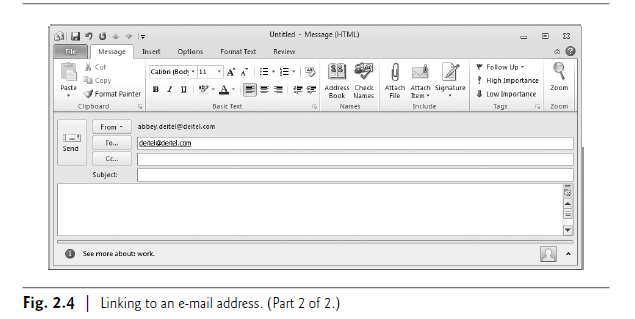 Untitled - Message (HTML)
File Message Insert Options Format Text Review
Cut
Copy
Format Painter
Paste
Clipboard
Calibri (Body 11 A A
B I U A
Basic Text
Address Book
Check Names
Names
Attach File
Attach Item
Signature
Include
Follow Up
High Importance
Low Importance
Tags
Zoom
Zoom
From abbey.deitel@deitel.com
To... deitel@deitel.com
Send
Cc...
Subject:
See more about: work.
Fig. 2.4 | Linking to an e-mail address. (Part 2 of 2.)